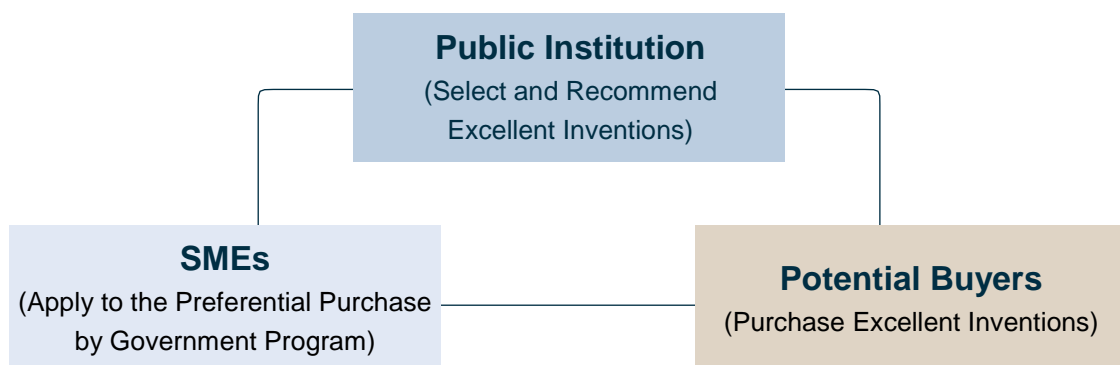 Public Institution
(Select and Recommend
Excellent Inventions)
SMEs
(Apply to the Preferential Purchase
by Government Program)
Potential Buyers
(Purchase Excellent Inventions)